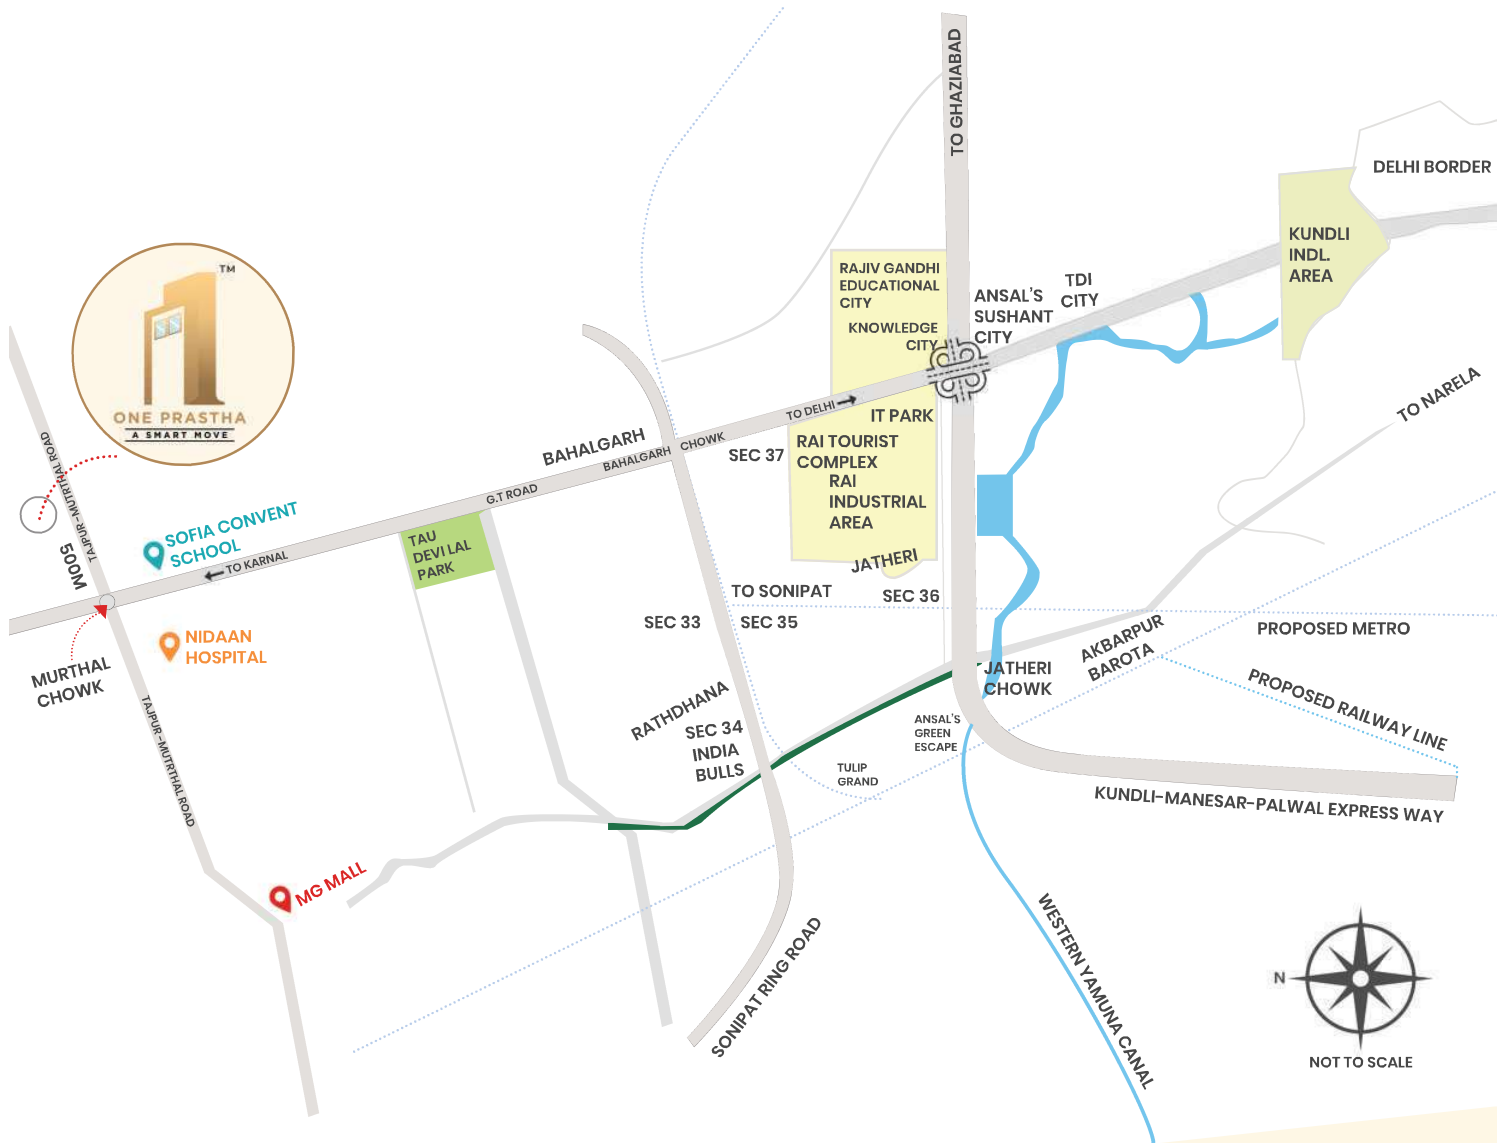 TO GHAZIABAD
DELHI BORDER
KUNDLI
INDL.
AREA
RAJIV GANDHI
EDUCATIONAL
CITY
KNOWLEDGE
CITY
ANSAL'S
SUSHANT
CITY
TDI
CITY
TM
ONE PRASTHA
A SMART MOVE
TO NARELA
TO DELHI
IT PARK
BAHALGARH
BAHALGARH CHOWK
SEC 37
RAI TOURIST
COMPLEX
RAI
INDUSTRIAL
AREA
G.T ROAD
TAJPUR-MUTRTHAL ROAD
500M
SOFIA CONVENT
SCHOOL
TO KARNAL
TAU
DEVI LAL
PARK
JATHERI
TO SONIPAT
SEC 36
SEC 33
SEC 35
PROPOSED METRO
AKBARPUR
BAROTA
NIDAAN
HOSPITAL
MURTHAL
CHOWK
JATHERI
CHOWK
PROPOSED RAILWAY LINE
RATHDHANA
SEC 34
INDIA
BULLS
ANSAL'S
GREEN
ESCAPE
TULIP
GRAND
TAJPUR-MUTRTHAL ROAD
KUNDLI-MANESAR-PALWAL EXPRESS WAY
MG MALL
SONIPAT RING ROAD
WESTERN YAMUNA CANAL
N
NOT TO SCALE